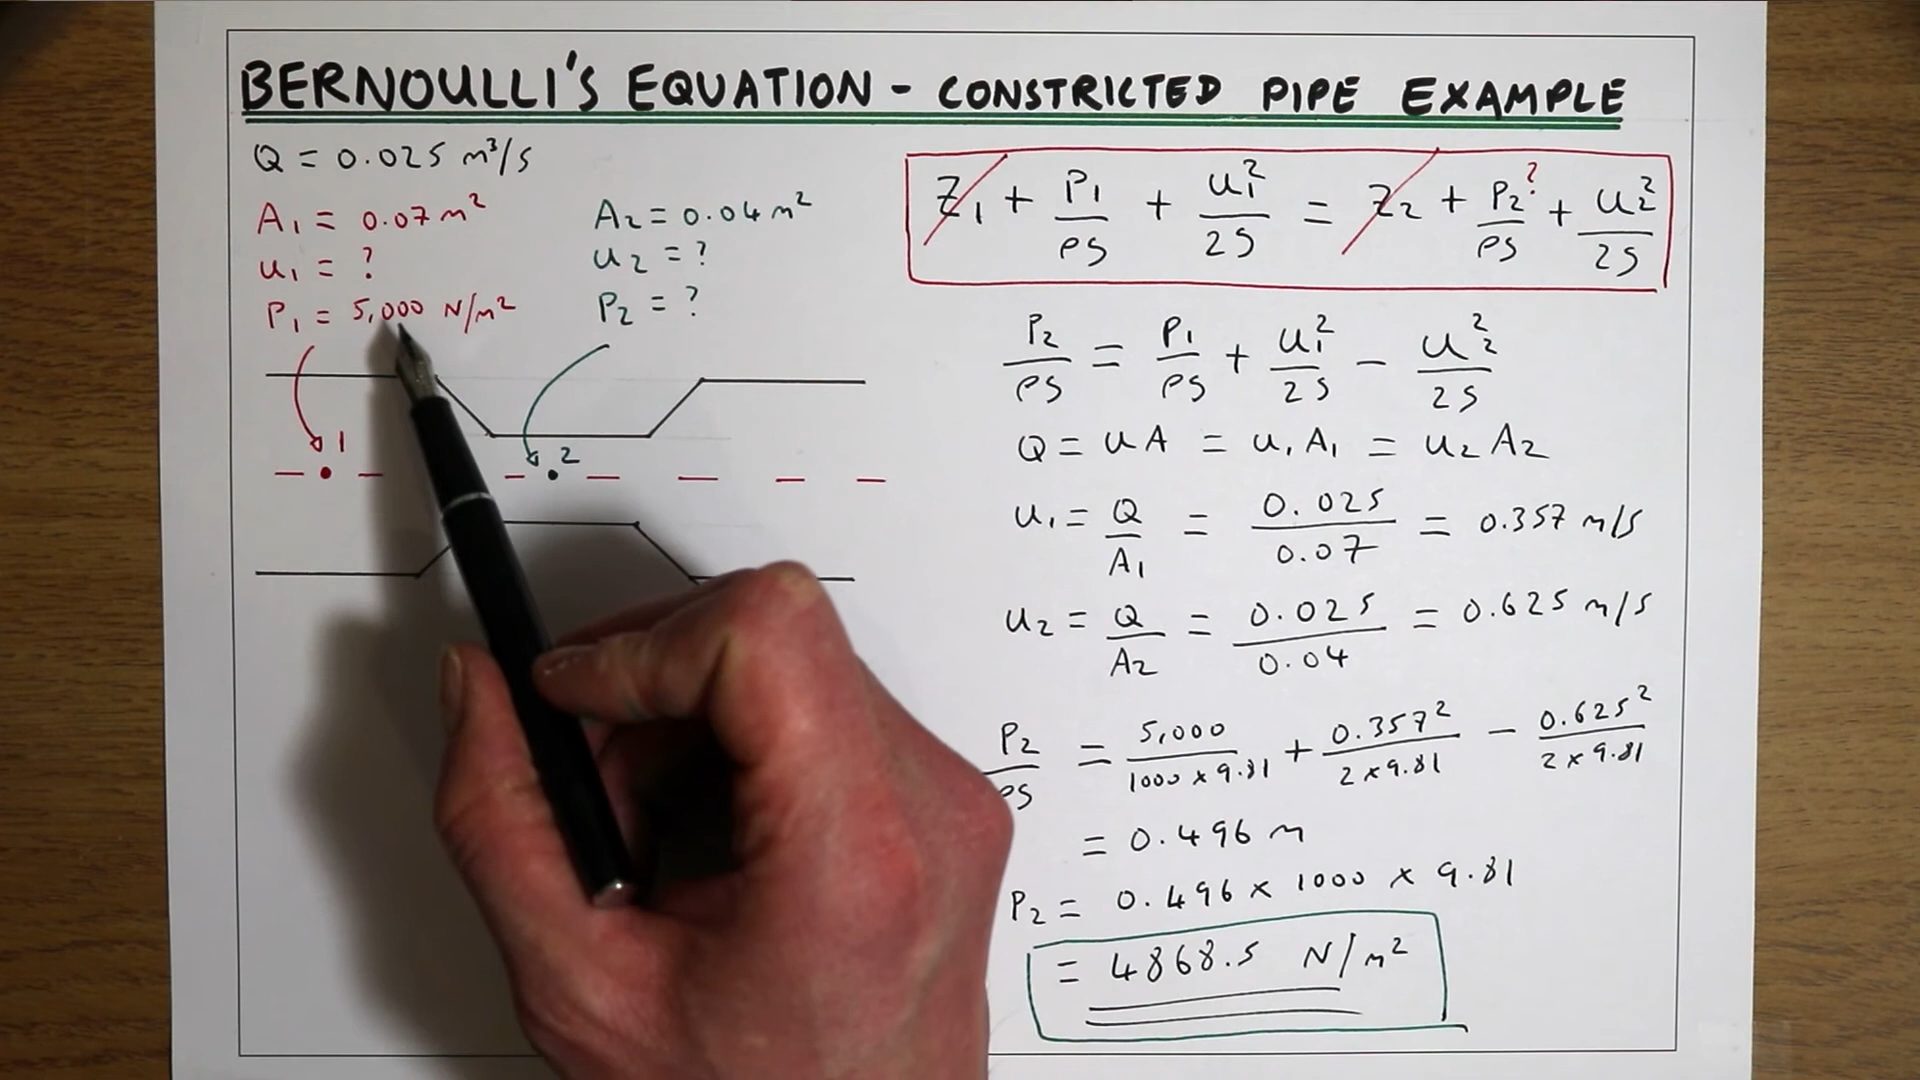 BERNOULLI'S EQUATION - CONSTRICTED PIPE EXAMPLE
Q = 0.025 m³/s
A₁ = 0.07 m²
u₁ = ?
P₁ = 5,000 N/m²
A₂ = 0.04 m²
u₂ = ?
P₂ = ?
1
2
Z₁ + P₁/ρg + u₁²/2g = Z₂ + P₂?/ρg + u₂²/2g
P₂/ρg = P₁/ρg + u₁²/2g - u₂²/2g
Q = uA = u₁A₁ = u₂A₂
u₁ = Q/A₁ = 0.025/0.07 = 0.357 m/s
u₂ = Q/A₂ = 0.025/0.04 = 0.625 m/s
P₂/ρg = 5,000/1000 x 9.81 + 0.357²/2 x 9.81 - 0.625²/2 x 9.81
= 0.496 m
P₂ = 0.496 x 1000 x 9.81
= 4868.5 N/m²